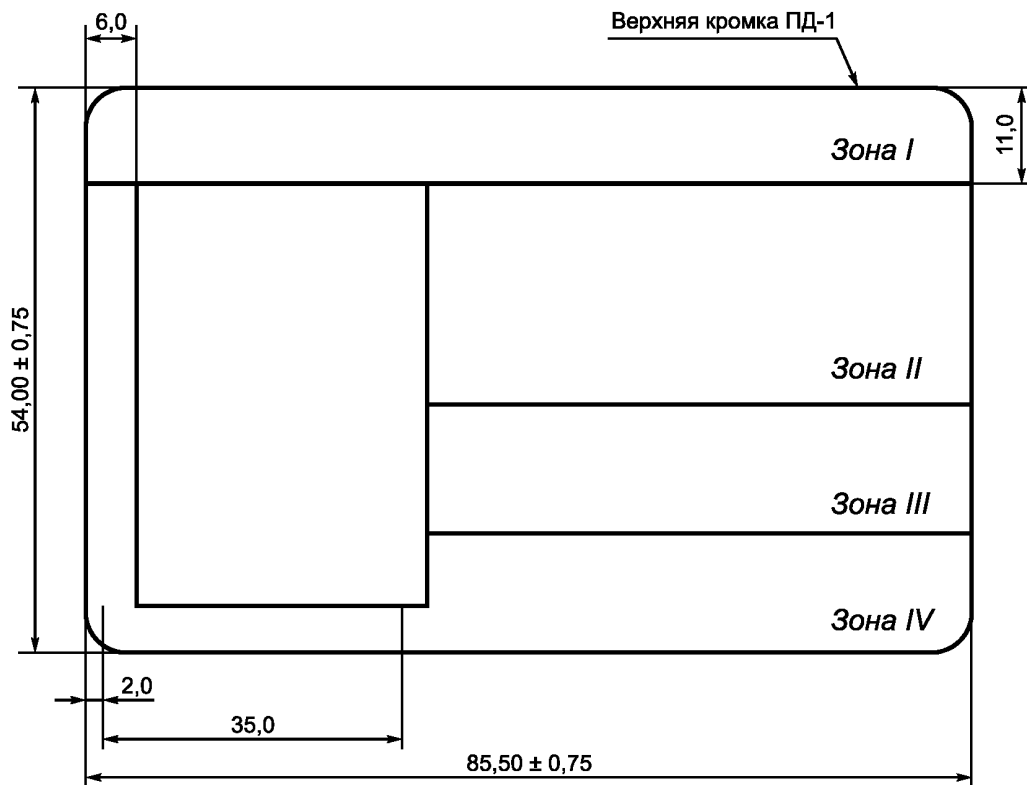 6,0
Верхняя кромка ПД-1
Зона I
11,0
54,00 ± 0,75
Зона II
Зона III
Зона IV
2,0
35,0
85,50 ± 0,75